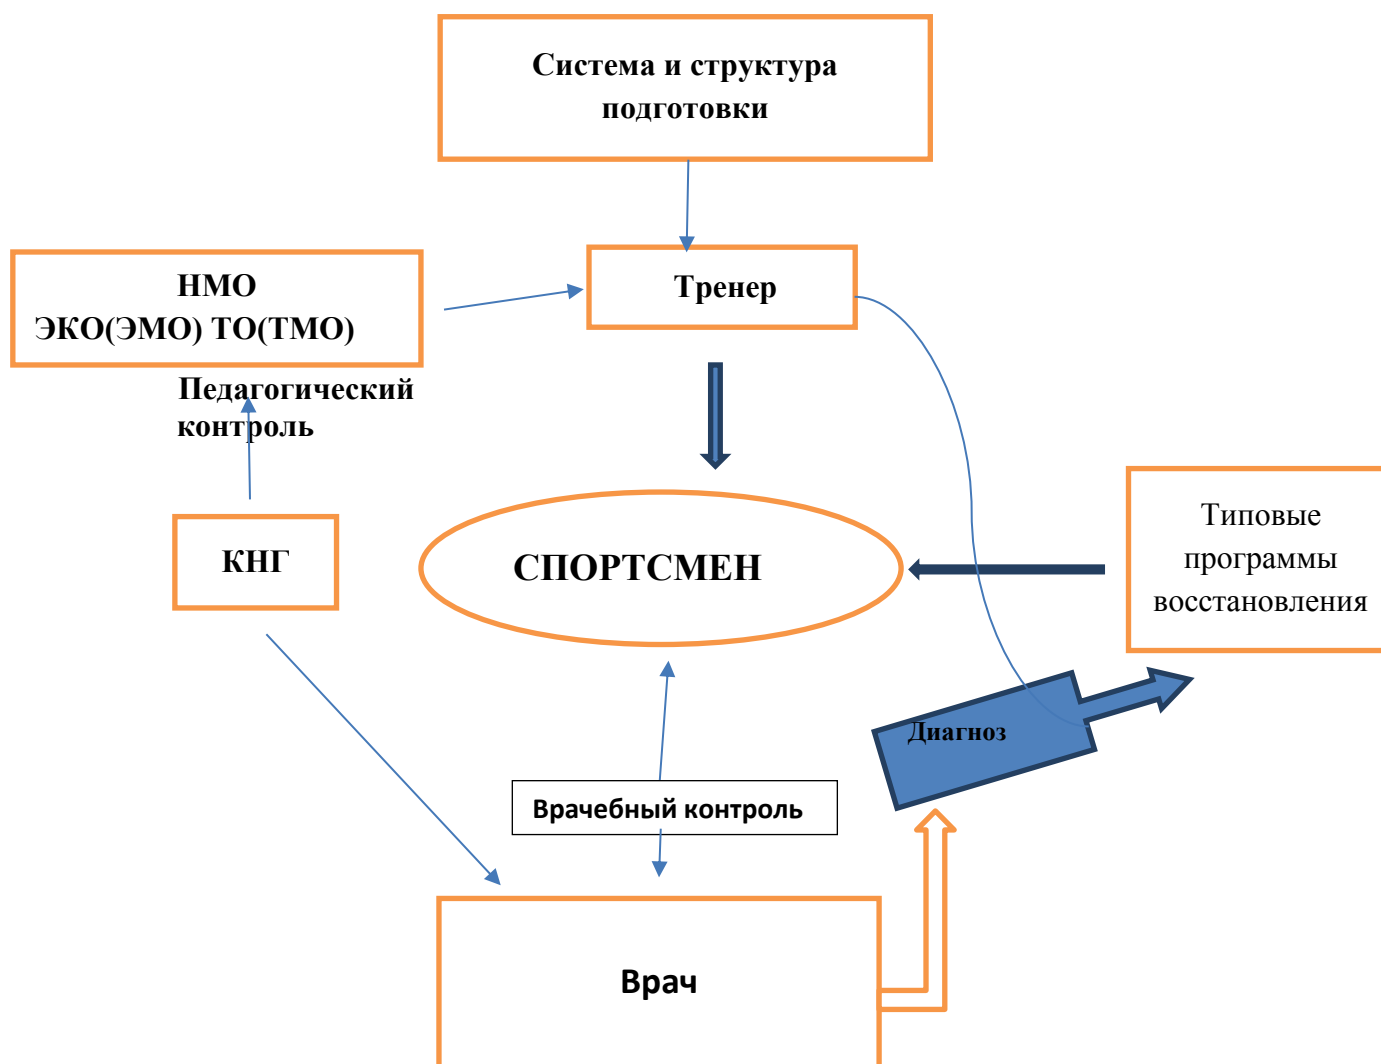 Система и структура
подготовки
НМО
ЭКО(ЭМО) ТО(ТМО)
Тренер
Педагогический
контроль
КНГ
СПОРТСМЕН
Типовые
программы
восстановления
Диагноз
Врачебный контроль
Врач